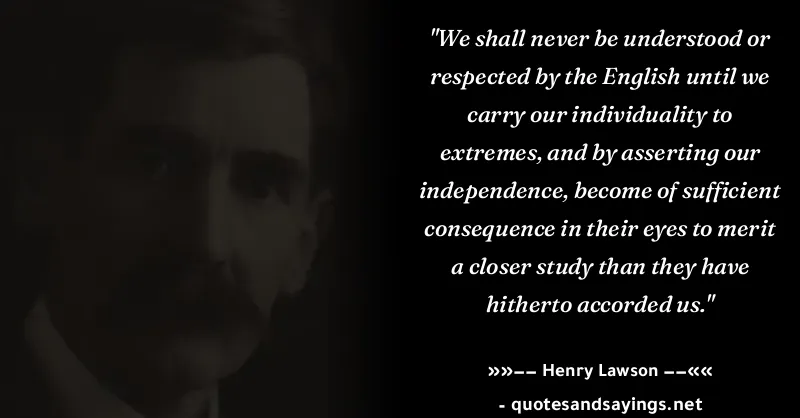 "We shall never be understood or
respected by the English until we
carry our individuality to
extremes, and by asserting our
independence, become of sufficient
consequence in their eyes to merit
a closer study than they have
hitherto accorded us."
»»–– Henry Lawson ––««
- quotesandsayings.net